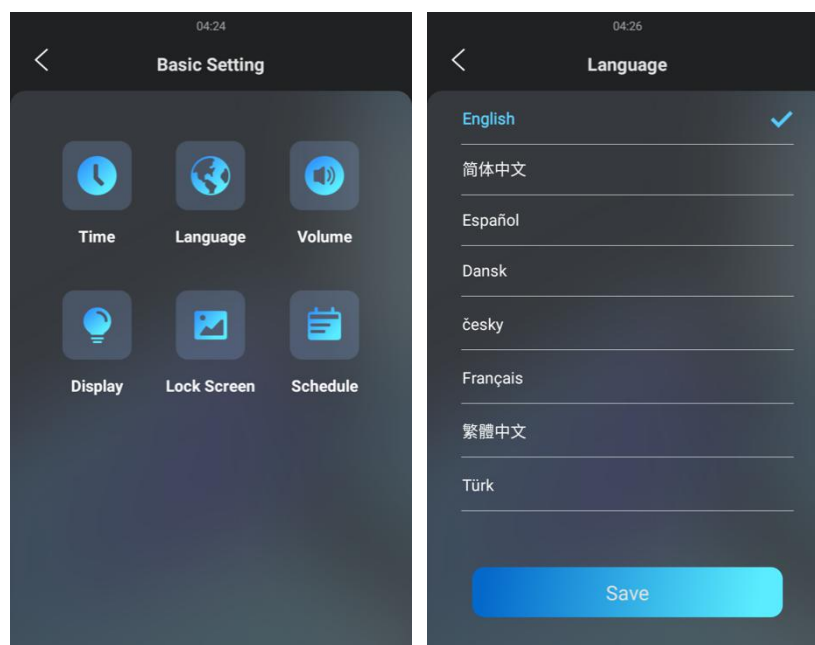 04:24
Basic Setting
Time Language Volume
Display Lock Screen Schedule
04:26
Language
English
简体中文
Español
Dansk
česky
Français
繁體中文
Türk
Save